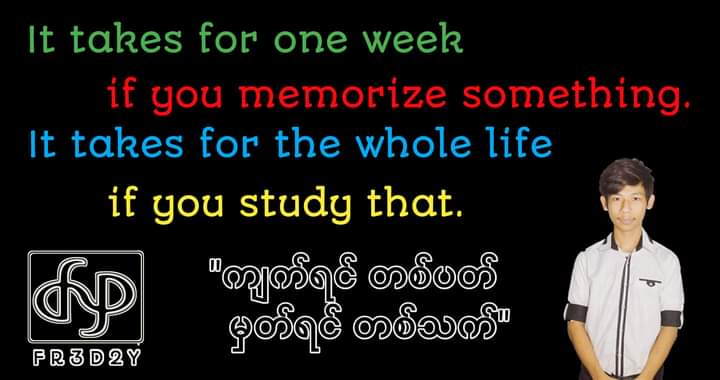 It takes for one week
if you memorize something.
It takes for the whole life
if you study that.
"ကျက်ရင် တစ်ပတ်
မှတ်ရင် တစ်သက်"
FR3D2Y